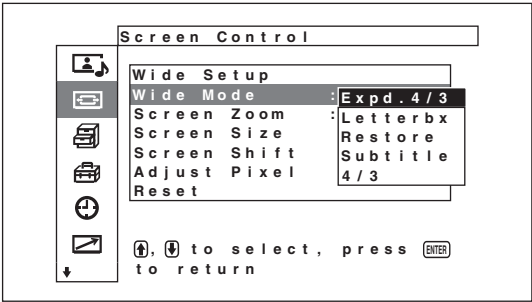 Screen Control
Wide Setup
Wide Mode : Expd.4/3
Screen Zoom : Letterbx
Screen Size Restore
Screen Shift Subtitle
Adjust Pixel 4/3
Reset
, to select, press ENTER
to return